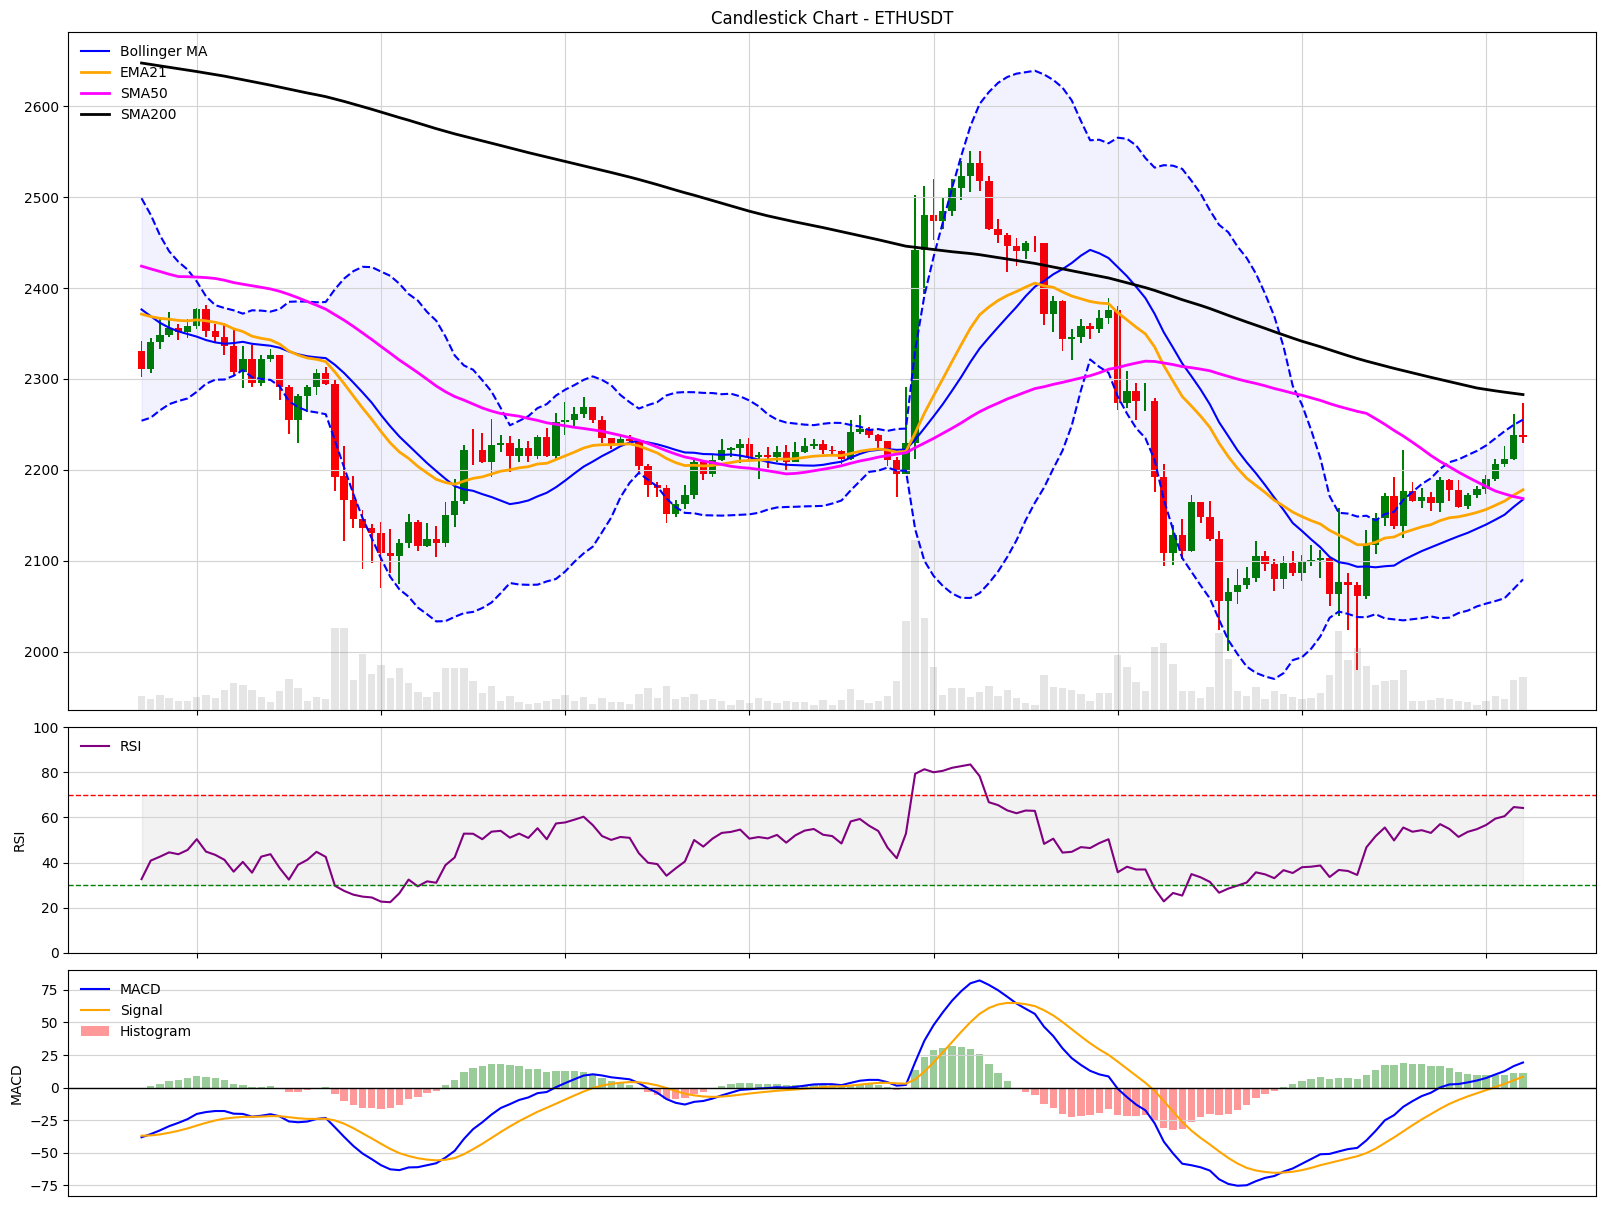 Candlestick Chart - ETHUSDT
Bollinger MA
EMA21
SMA50
SMA200
2600
2500
2400
2300
2200
2100
2000
RSI
100
80
60
40
20
0
RSI
MACD
Signal
Histogram
75
50
25
0
−25
−50
−75
MACD